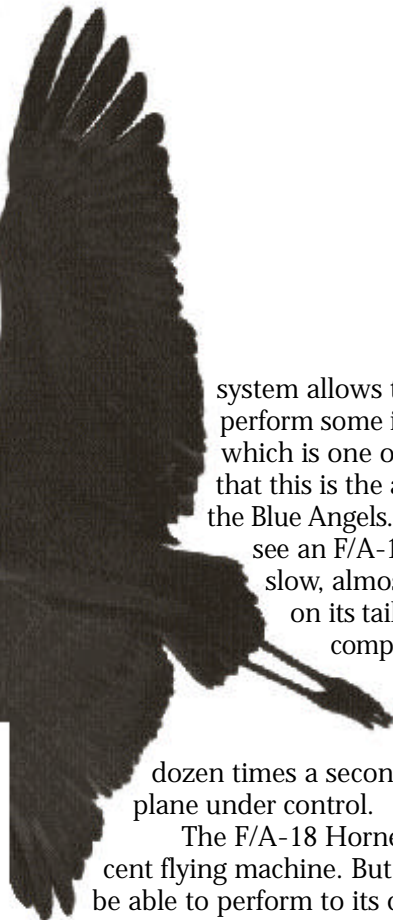 system allows t
perform some i
which is one o
that this is the a
the Blue Angels.
see an F/A-1
slow, almos
on its tail
comp
dozen times a secon
plane under control.
The F/A-18 Horne
cent flying machine. But
be able to perform to its c